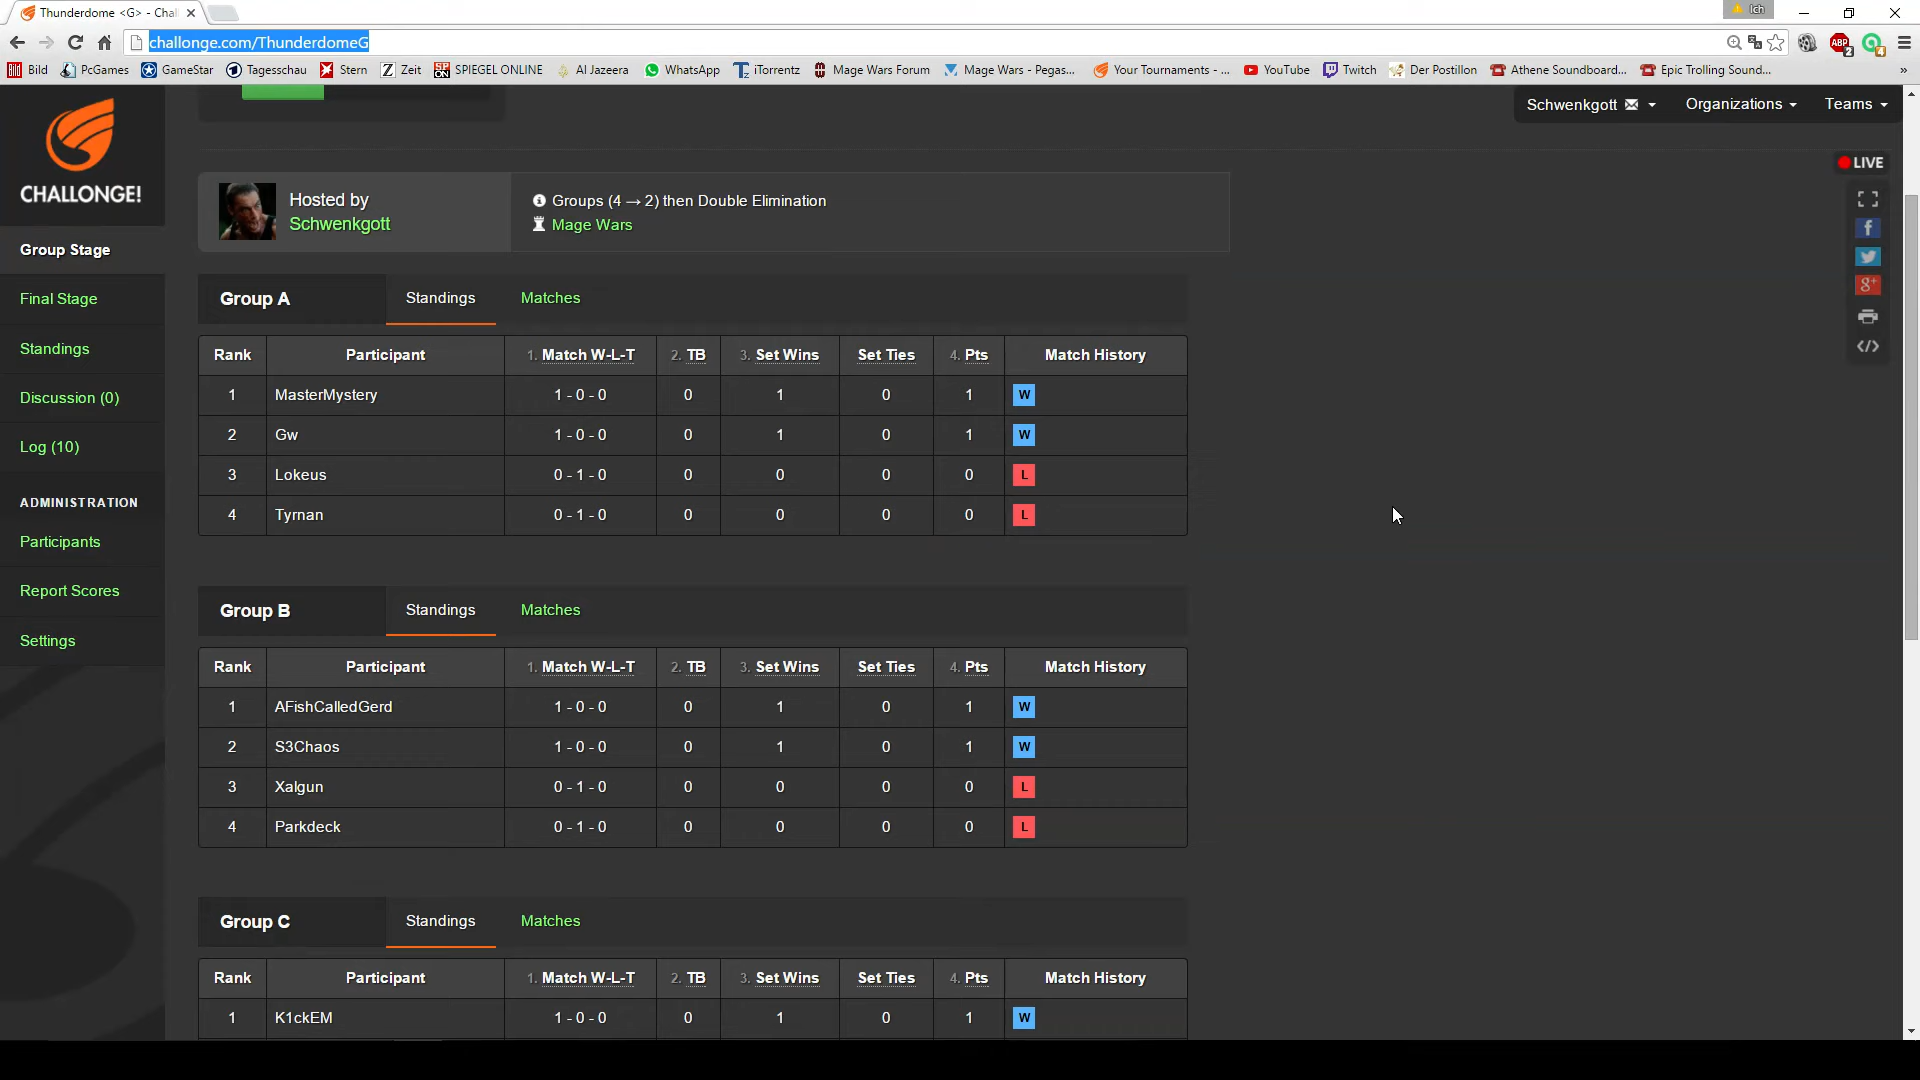 Thunderdome <G> - Chal
Ich
challonge.com/ThunderdomeG
ABP
2
4
Bild
PcGames
GameStar
Tagesschau
Stern
Zeit
SPIEGEL ONLINE
Al Jazeera
WhatsApp
iTorrentz
Mage Wars Forum
Mage Wars - Pegas...
Your Tournaments - ...
YouTube
Twitch
Der Postillon
Athene Soundboard...
Epic Trolling Sound...
»
Schwenkgott
Organizations
Teams
CHALLONGE!
LIVE
Group Stage
Final Stage
Standings
Discussion (0)
Log (10)
ADMINISTRATION
Participants
Report Scores
Settings
Hosted by
Schwenkgott
Groups (4 → 2) then Double Elimination
Mage Wars
Group A Standings Matches
Rank Participant 1. Match W-L-T 2. TB 3. Set Wins Set Ties 4. Pts Match History
1 MasterMystery 1 - 0 - 0 0 1 0 1 W
2 Gw 1 - 0 - 0 0 1 0 1 W
3 Lokeus 0 - 1 - 0 0 0 0 0 L
4 Tyrnan 0 - 1 - 0 0 0 0 0 L
Group B Standings Matches
Rank Participant 1. Match W-L-T 2. TB 3. Set Wins Set Ties 4. Pts Match History
1 AFishCalledGerd 1 - 0 - 0 0 1 0 1 W
2 S3Chaos 1 - 0 - 0 0 1 0 1 W
3 Xalgun 0 - 1 - 0 0 0 0 0 L
4 Parkdeck 0 - 1 - 0 0 0 0 0 L
Group C Standings Matches
Rank Participant 1. Match W-L-T 2. TB 3. Set Wins Set Ties 4. Pts Match History
1 K1ckEM 1 - 0 - 0 0 1 0 1 W